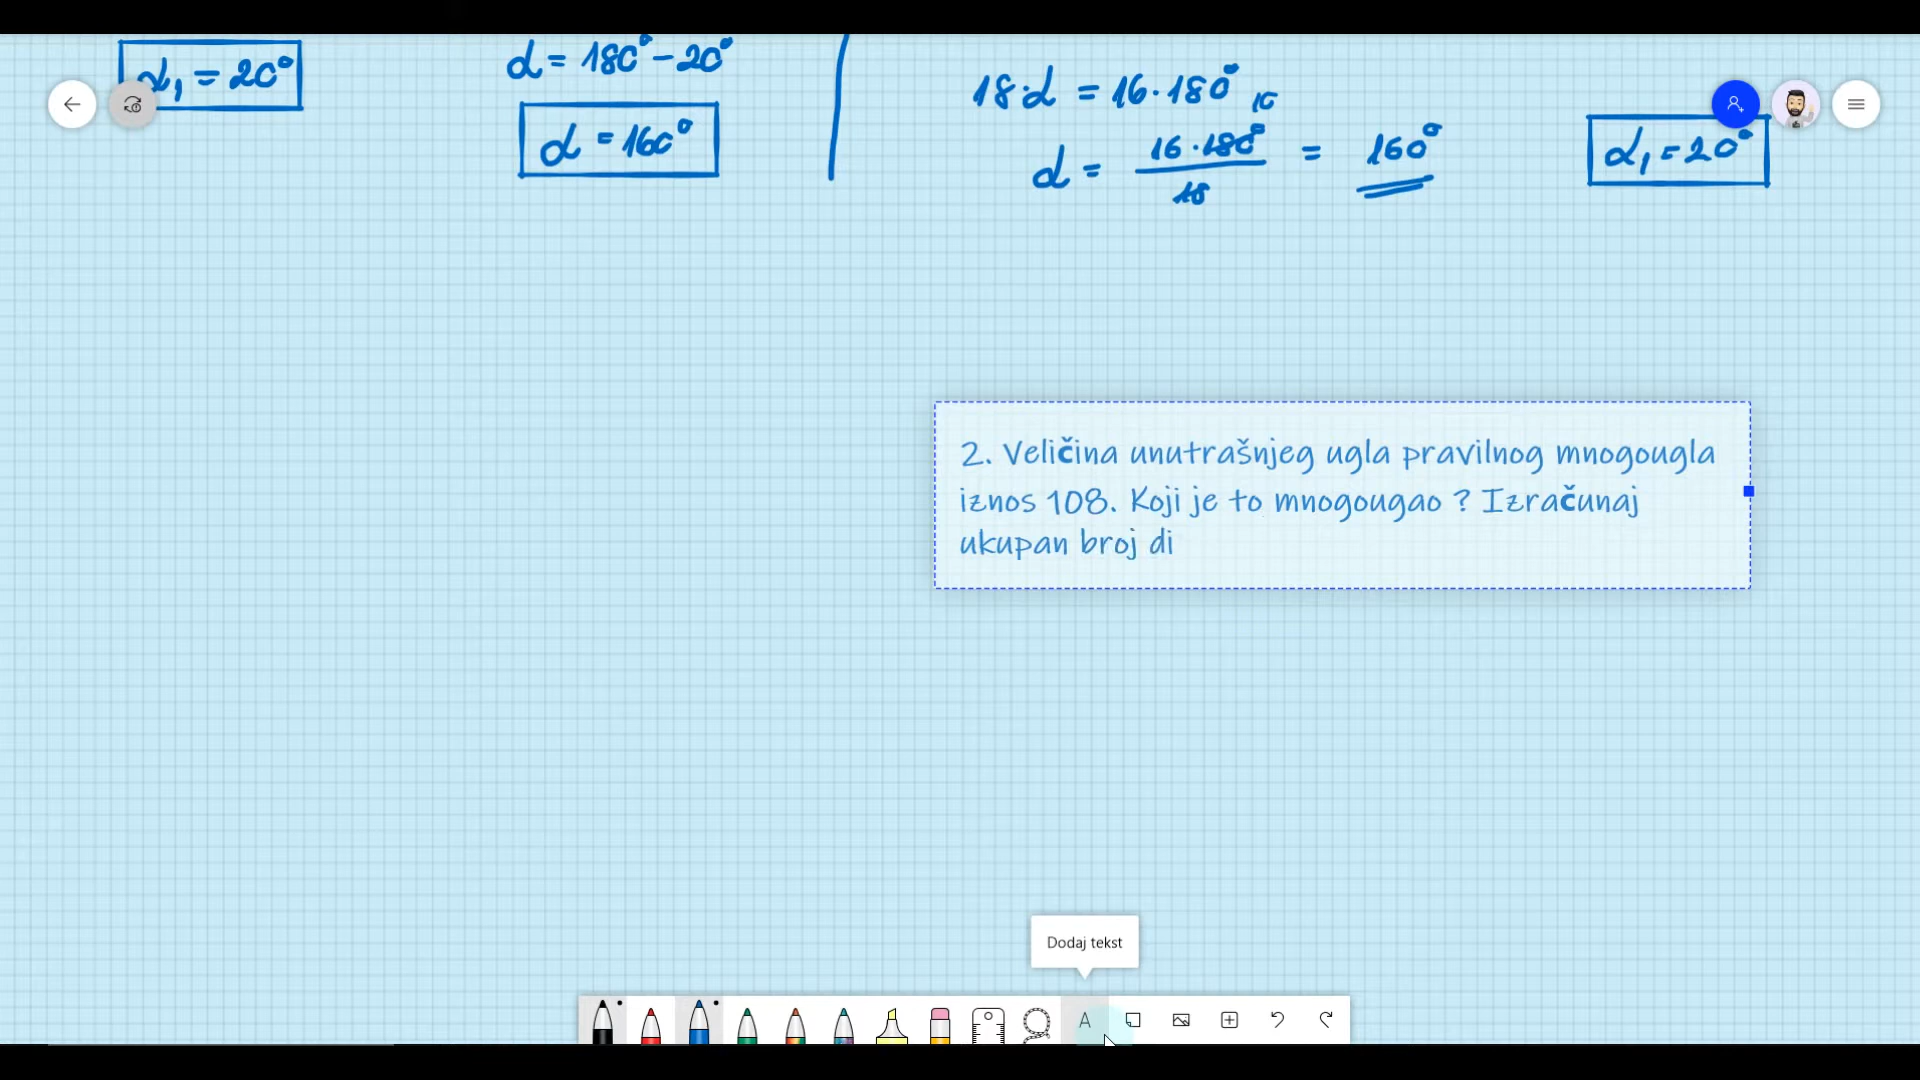 α₁ = 20°
α = 180° - 20°
α = 160°
18·α = 16·180°
α = 16·180° 10 / 18 = 160°
α₁ = 20°
2. Veličina unutrašnjeg ugla pravilnog mnogougla
iznos 108. Koji je to mnogougao ? Izračunaj
ukupan broj di
Dodaj tekst
A